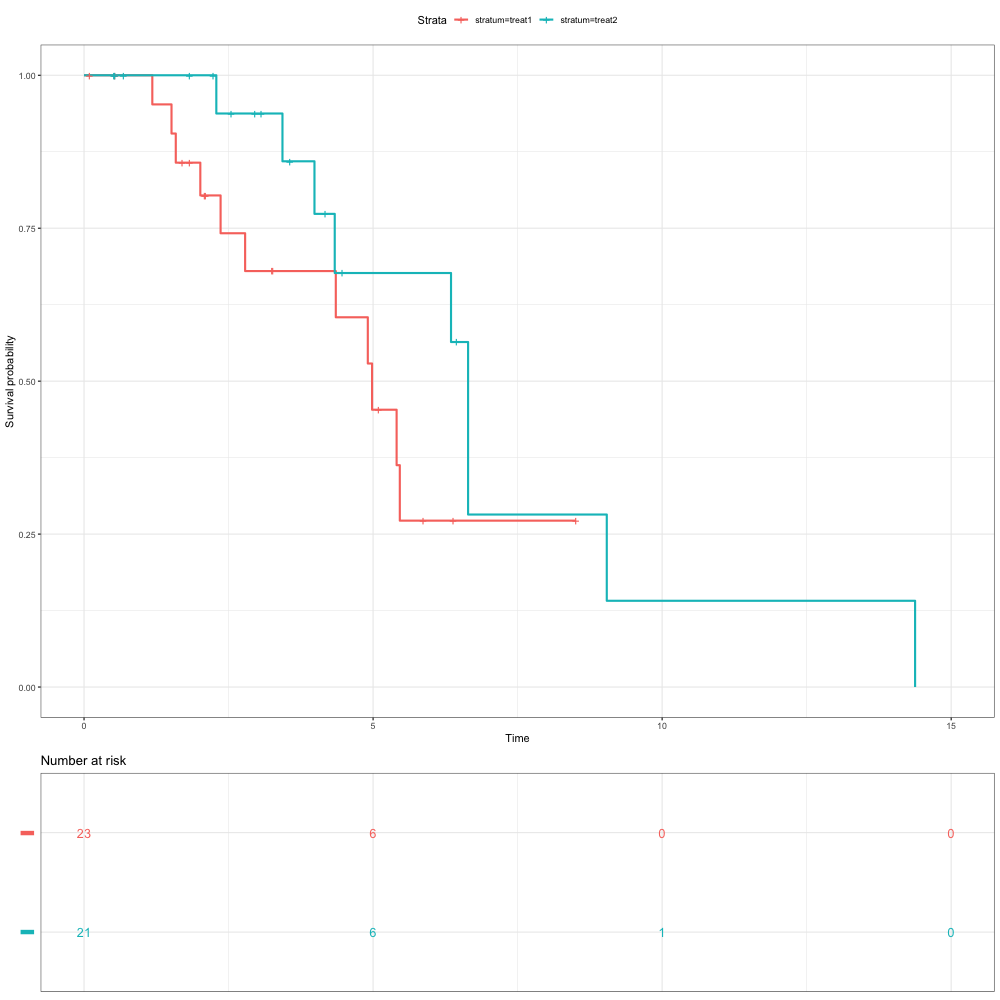 Strata stratum=treat1 stratum=treat2
Survival probability
1.00
0.75
0.50
0.25
0.00
0 5 10 15
Time
Number at risk
23 6 0 0
21 6 1 0